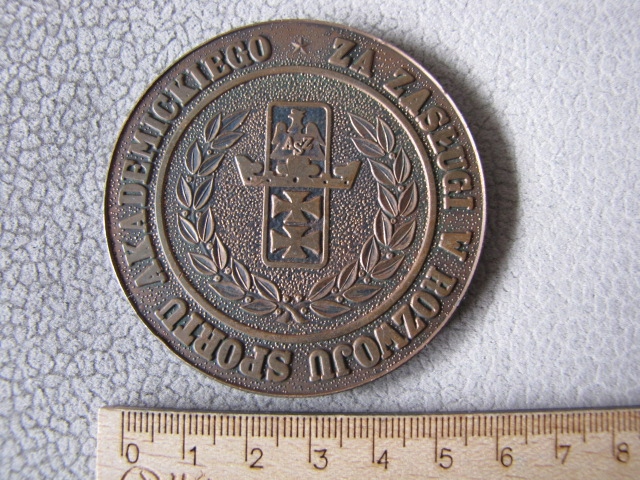 ZA ZASŁUGI W ROZWOJU SPORTU AKADEMICKIEGO
AZS
0 1 2 3 4 5 6 7 8